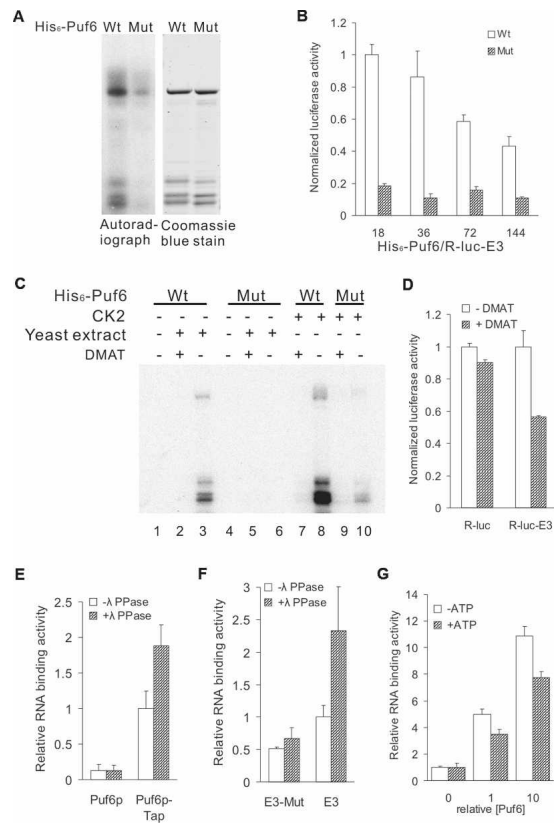 A
His₆-Puf6 Wt Mut Wt Mut
Autorad-
iograph
Coomassie
blue stain
B
Normalized luciferase activity
1.2
1
0.8
0.6
0.4
0.2
0
Wt
Mut
18 36 72 144
His₆-Puf6/R-luc-E3
C
His₆-Puf6 Wt Mut Wt Mut
CK2 - - - - - - + + + +
Yeast extract - + + - + + - - - -
DMAT - + - - + - + - + -
1 2 3 4 5 6 7 8 9 10
D
Normalized luciferase activity
1.2
1
0.8
0.6
0.4
0.2
0
- DMAT
+ DMAT
R-luc R-luc-E3
E
Relative RNA binding activity
2.5
2
1.5
1
0.5
0
-λ PPase
+λ PPase
Puf6p Puf6p-
Tap
F
Relative RNA binding activity
3
2.5
2
1.5
1
0.5
0
-λ PPase
+λ PPase
E3-Mut E3
G
Relative RNA binding activity
14
12
10
8
6
4
2
0
-ATP
+ATP
0 1 10
relative [Puf6]